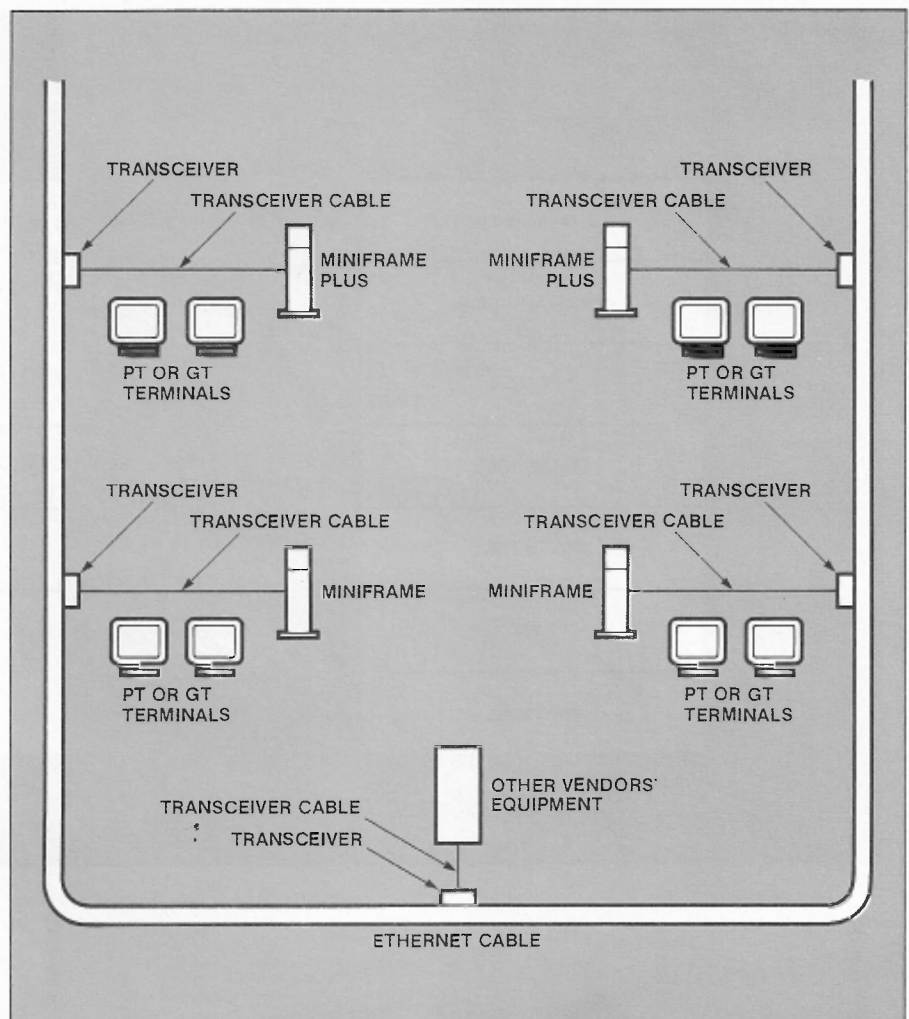 TRANSCEIVER
TRANSCEIVER CABLE
MINIFRAME
PLUS
PT OR GT
TERMINALS
TRANSCEIVER
TRANSCEIVER CABLE
MINIFRAME
PLUS
PT OR GT
TERMINALS
TRANSCEIVER
TRANSCEIVER CABLE
MINIFRAME
PT OR GT
TERMINALS
TRANSCEIVER
TRANSCEIVER CABLE
MINIFRAME
PT OR GT
TERMINALS
OTHER VENDORS'
EQUIPMENT
TRANSCEIVER CABLE
TRANSCEIVER
ETHERNET CABLE